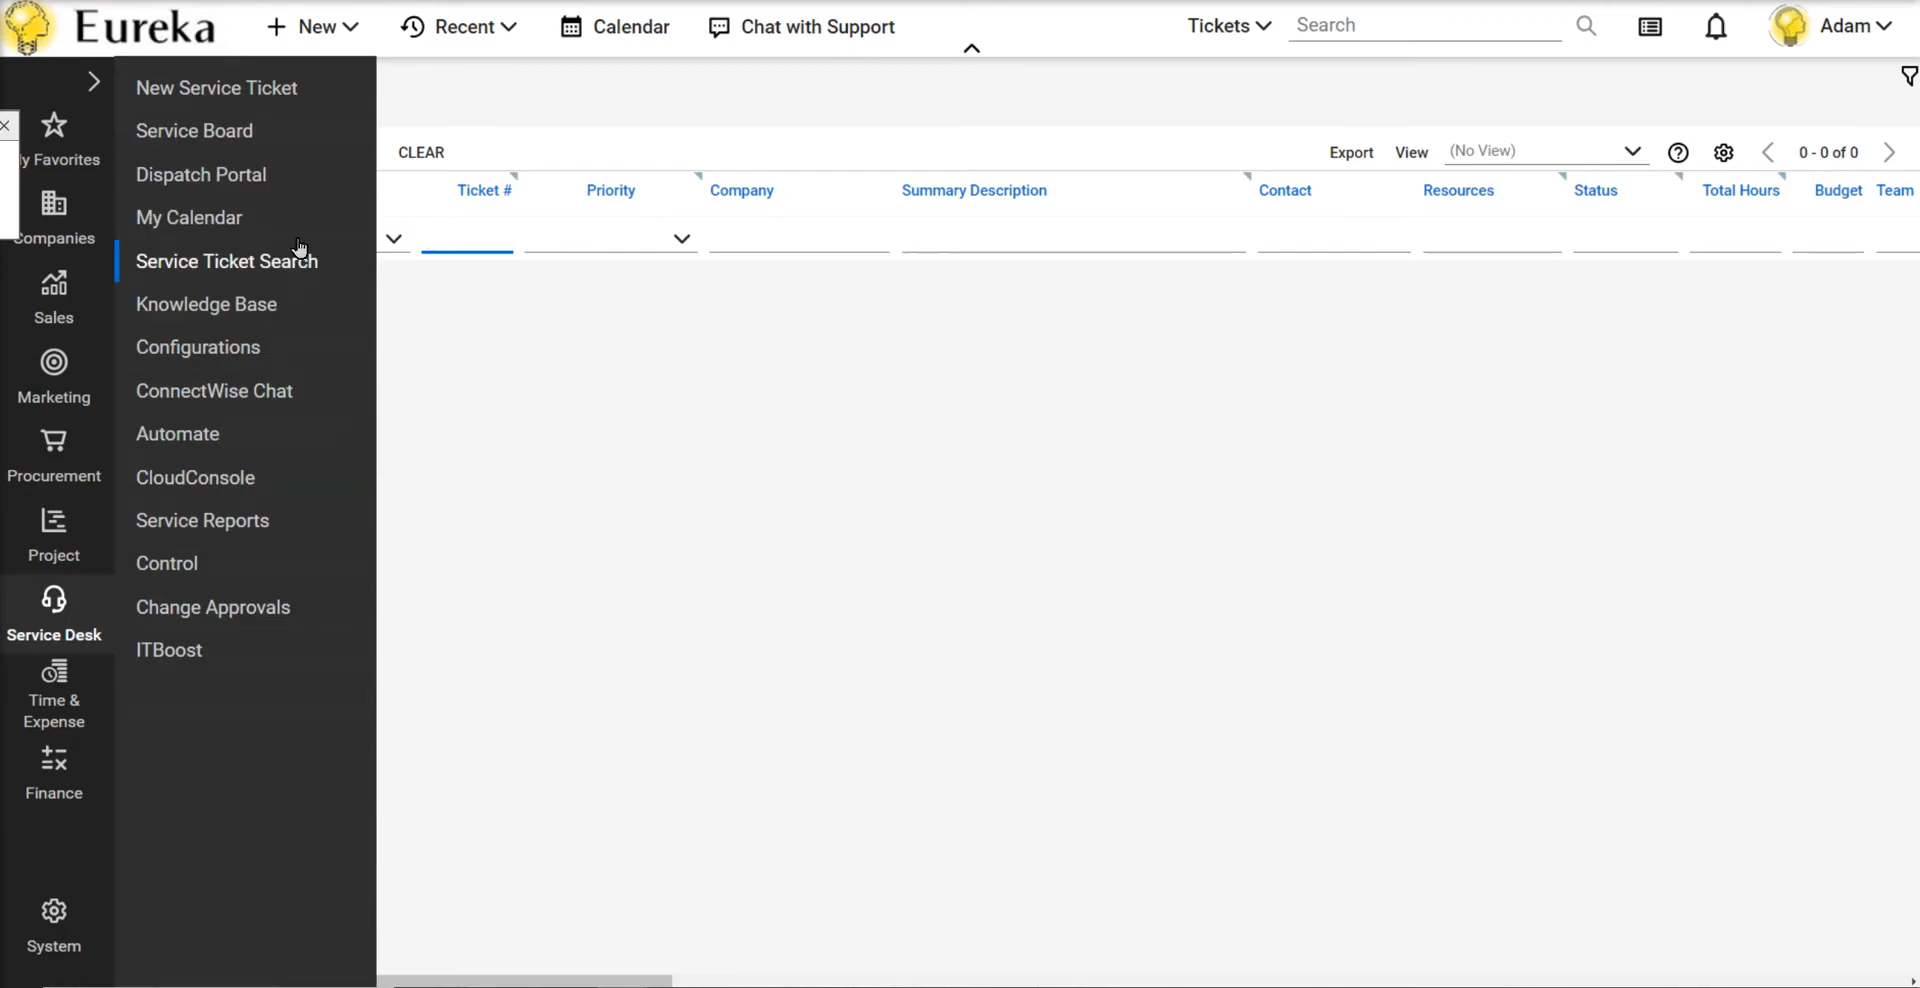 Eureka
New
Recent
Calendar
Chat with Support
Tickets
Search
Adam
y Favorites
Companies
Sales
Marketing
Procurement
Project
Service Desk
Time &
Expense
Finance
System
New Service Ticket
Service Board
Dispatch Portal
My Calendar
Service Ticket Search
Knowledge Base
Configurations
ConnectWise Chat
Automate
CloudConsole
Service Reports
Control
Change Approvals
ITBoost
CLEAR
Export
View
(No View)
0 - 0 of 0
Ticket #
Priority
Company
Summary Description
Contact
Resources
Status
Total Hours
Budget
Team